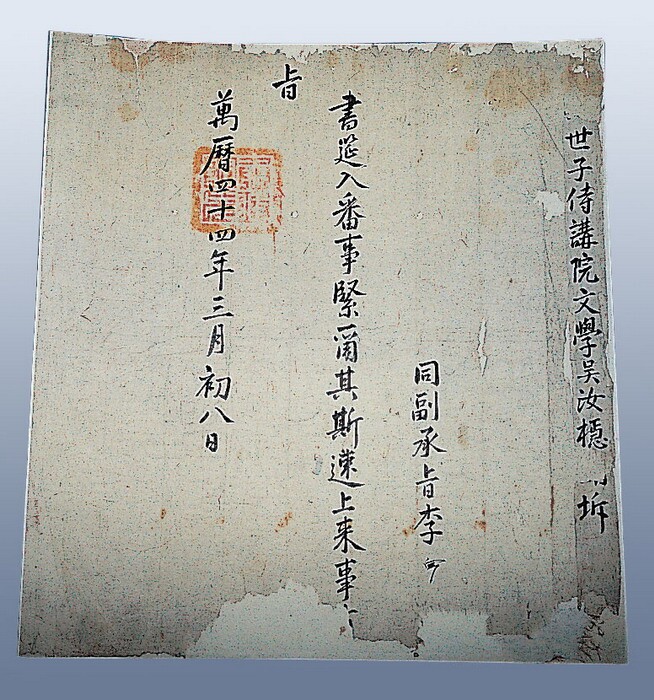 世子侍講院文學吳汝穩 坼
同副承旨李
書筵入番事緊爾其斯速上來事
旨
萬曆四十四年三月初八日